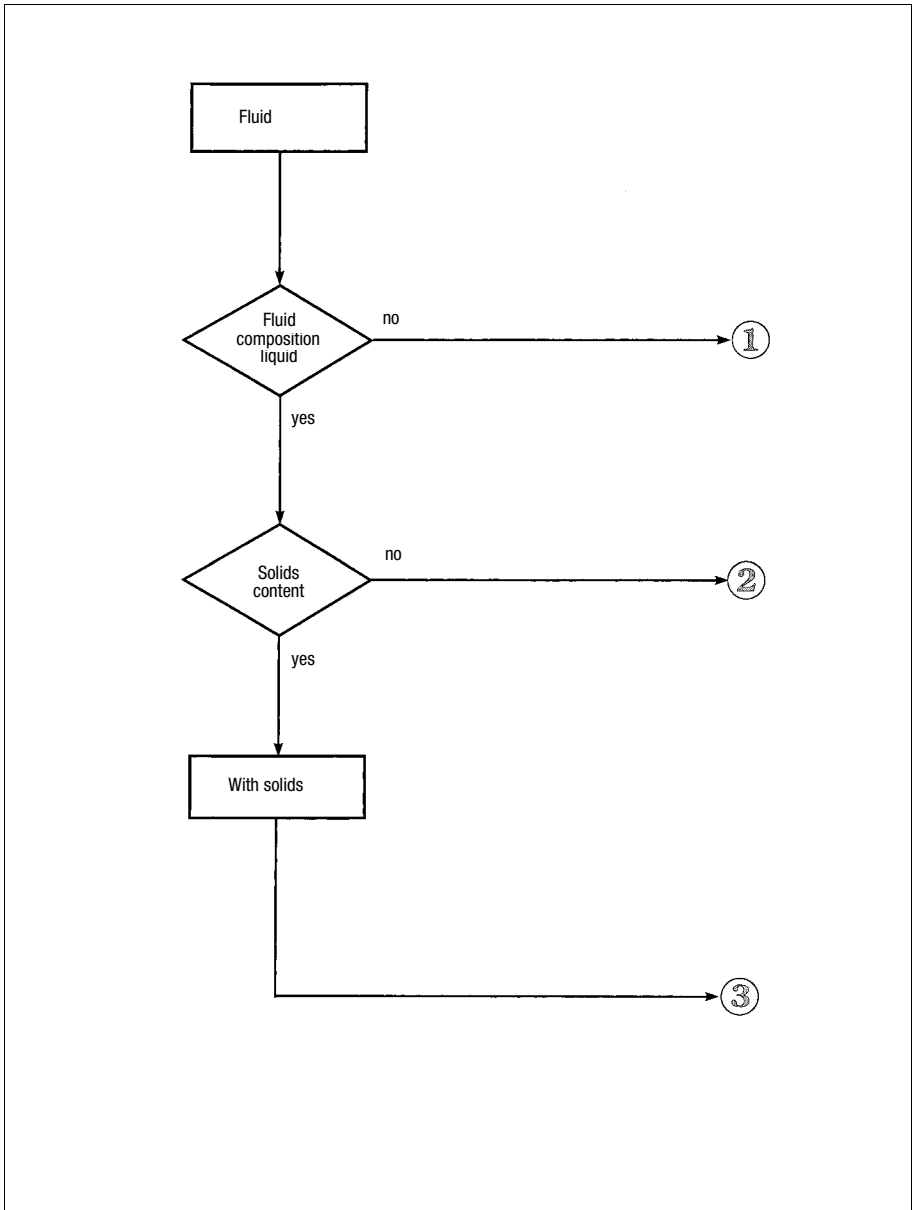 Fluid
Fluid
composition
liquid
no
1
yes
Solids
content
no
2
yes
With solids
3